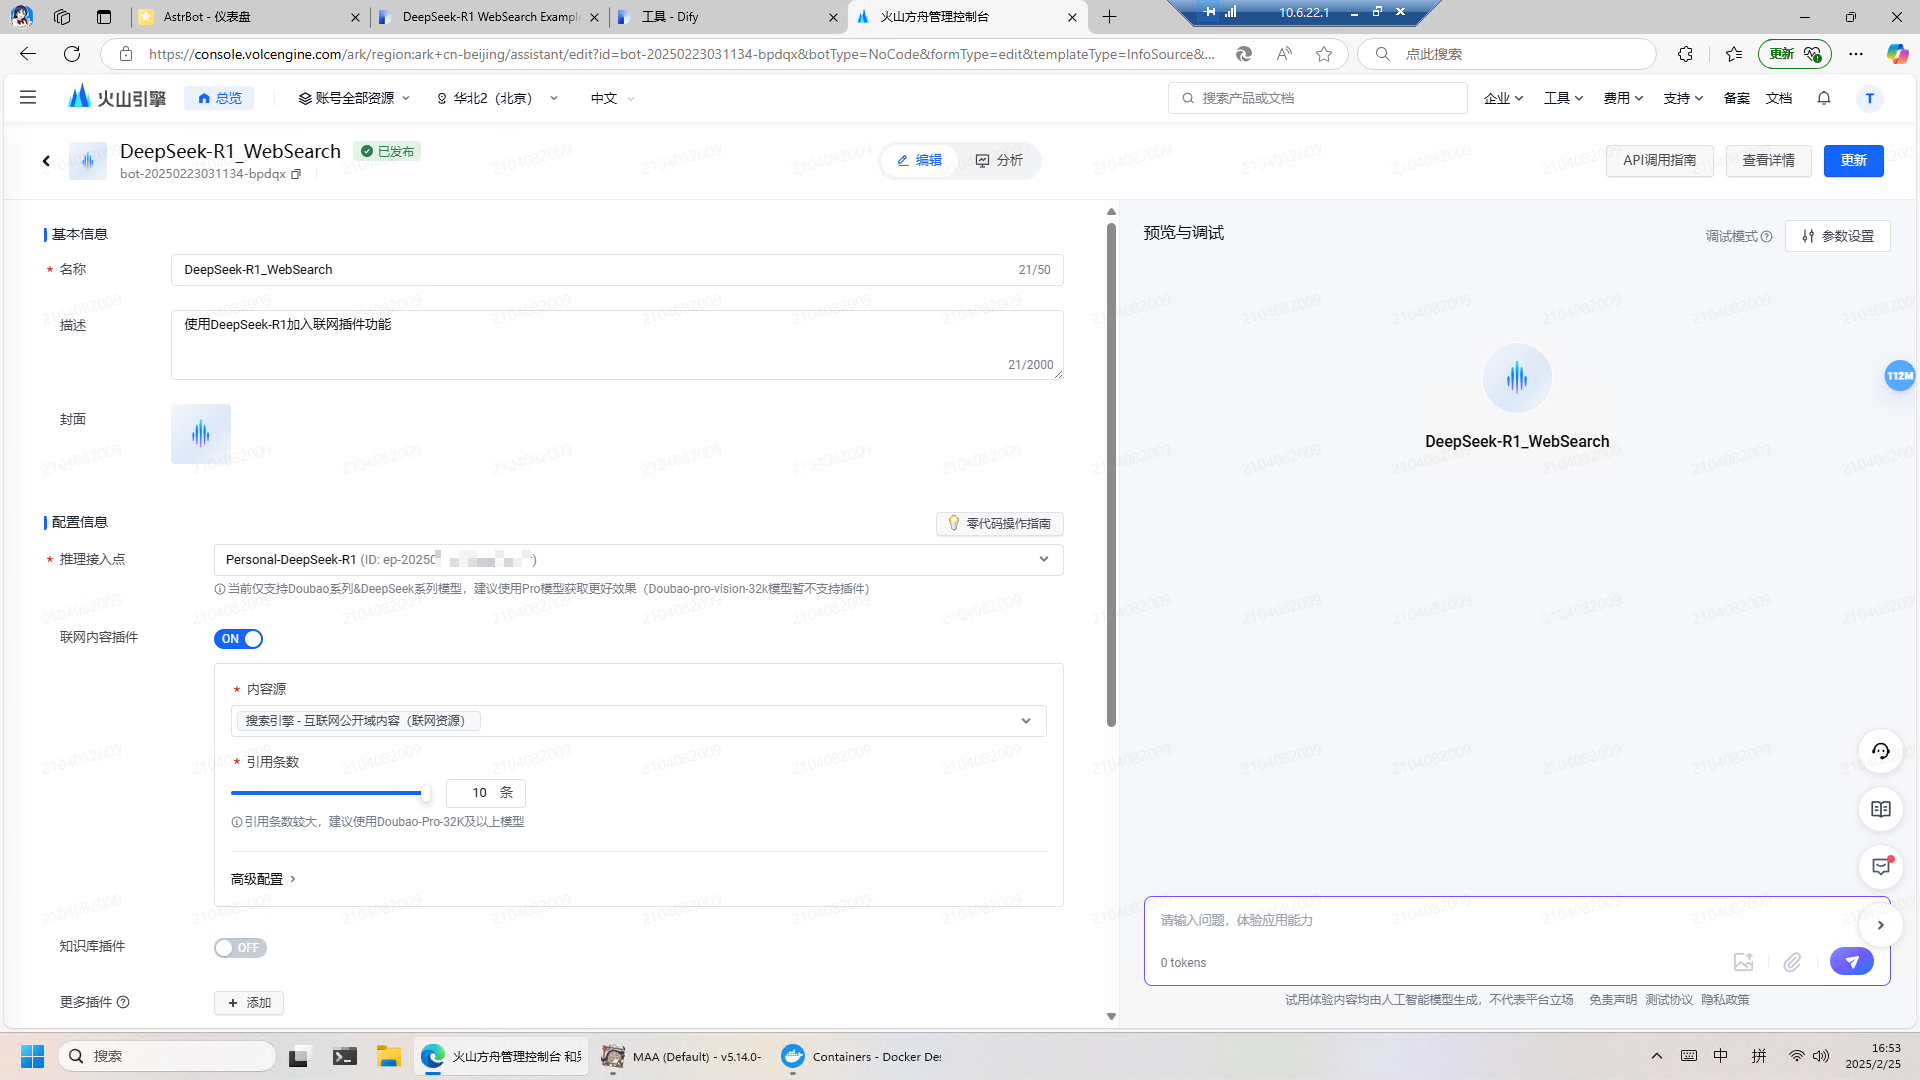 AstrBot - 仪表盘
DeepSeek-R1 WebSearch Exampl
工具 - Dify
火山方舟管理控制台
10.6.22.1
https://console.volcengine.com/ark/region:ark+cn-beijing/assistant/edit?id=bot-20250223031134-bpdqx&botType=NoCode&formType=edit&templateType=InfoSource&...
点此搜索
更新
火山引擎
总览
账号全部资源
华北2（北京）
中文
搜索产品或文档
企业
工具
费用
支持
备案
文档
T
DeepSeek-R1_WebSearch
已发布
bot-20250223031134-bpdqx
编辑
分析
API调用指南
查看详情
更新
基本信息
* 名称
DeepSeek-R1_WebSearch
21/50
描述
使用DeepSeek-R1加入联网插件功能
21/2000
封面
配置信息
零代码操作指南
* 推理接入点
Personal-DeepSeek-R1 (ID: ep-20250
)
当前仅支持Doubao系列&DeepSeek系列模型，建议使用Pro模型获取更好效果（Doubao-pro-vision-32k模型暂不支持插件）
联网内容插件
ON
* 内容源
搜索引擎 - 互联网公开域内容（联网资源）
* 引用条数
10 条
引用条数较大，建议使用Doubao-Pro-32K及以上模型
高级配置
知识库插件
OFF
更多插件
+ 添加
预览与调试
调试模式
参数设置
112M
DeepSeek-R1_WebSearch
请输入问题，体验应用能力
0 tokens
试用体验内容均由人工智能模型生成，不代表平台立场
免责声明 测试协议 隐私政策
2104082009
搜索
火山方舟管理控制台 和另
MAA (Default) - v5.14.0-
Containers - Docker Des
中
拼
16:53
2025/2/25